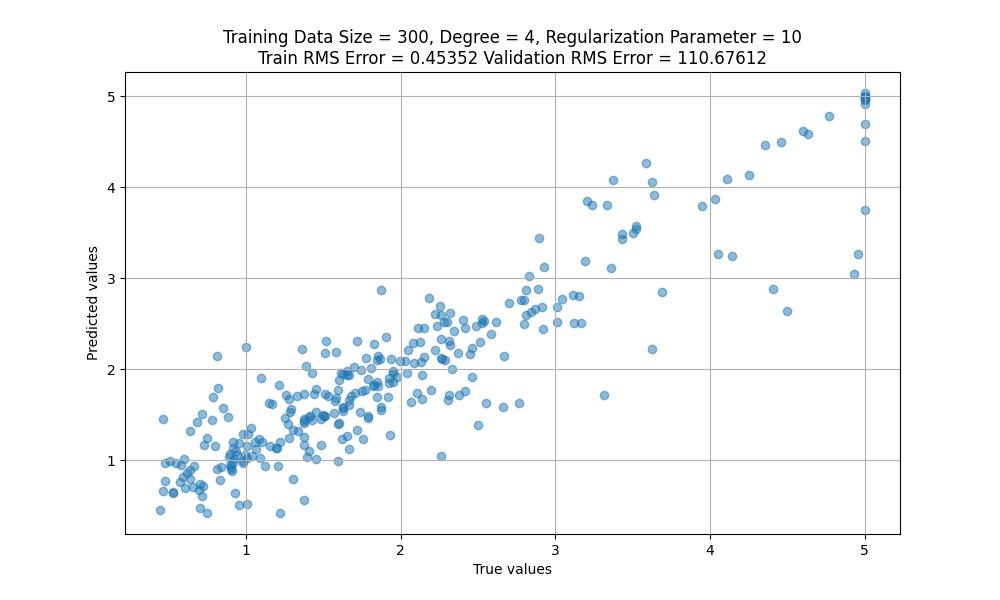 Training Data Size = 300, Degree = 4, Regularization Parameter = 10
Train RMS Error = 0.45352 Validation RMS Error = 110.67612
5
4
3
2
1
Predicted values
1 2 3 4 5
True values